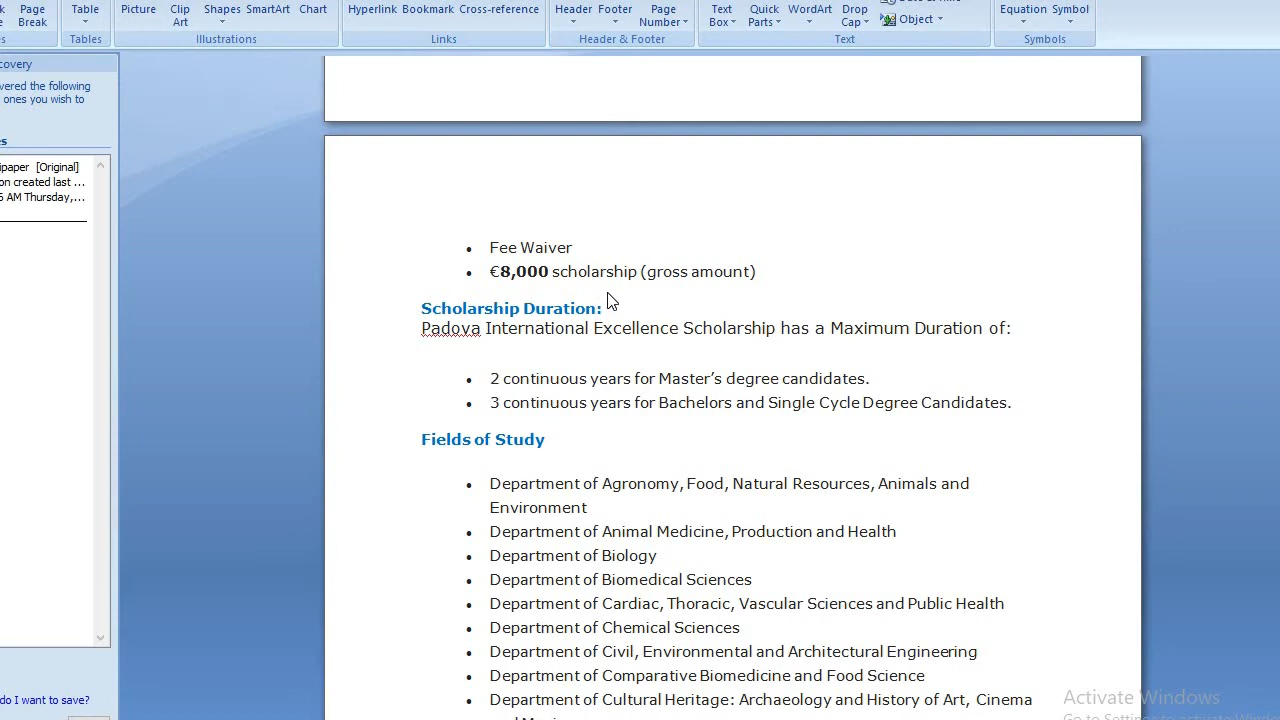 Page Table Picture Clip Shapes SmartArt Chart Hyperlink Bookmark Cross-reference Header Footer Page Text Quick WordArt Drop Equation Symbol
Break Art Number Box Parts Cap Object
Tables Illustrations Links Header & Footer Text Symbols
covery
vered the following
ones you wish to
es
paper [Original]
on created last ...
5 AM Thursday,...
• Fee Waiver
• €8,000 scholarship (gross amount)
Scholarship Duration:
Padova International Excellence Scholarship has a Maximum Duration of:
• 2 continuous years for Master’s degree candidates.
• 3 continuous years for Bachelors and Single Cycle Degree Candidates.
Fields of Study
• Department of Agronomy, Food, Natural Resources, Animals and
Environment
• Department of Animal Medicine, Production and Health
• Department of Biology
• Department of Biomedical Sciences
• Department of Cardiac, Thoracic, Vascular Sciences and Public Health
• Department of Chemical Sciences
• Department of Civil, Environmental and Architectural Engineering
• Department of Comparative Biomedicine and Food Science
• Department of Cultural Heritage: Archaeology and History of Art, Cinema
do I want to save?
Activate Windows